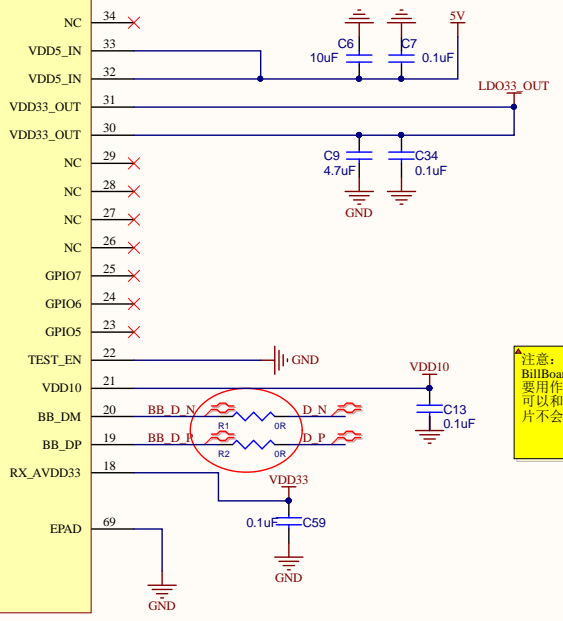 NC 34
C6 C7 5V
VDD5_IN 33
10uF 0.1uF
VDD5_IN 32
LDO33_OUT
VDD33_OUT 31
VDD33_OUT 30
C9 C34
NC 29
4.7uF 0.1uF
NC 28
GND
NC 27
NC 26
GPIO7 25
GPIO6 24
GPIO5 23
TEST_EN 22 GND
注意:
VDD10
BillBoa
VDD10 21
要用作
BB_DM 20 BB_D_N D_N
C13
可以和
R1 0R
0.1uF
片不会
BB_DP 19 BB_D_P D_P
R2 0R
RX_AVDD33 18
VDD33
0.1uF C59
EPAD 69
GND
GND